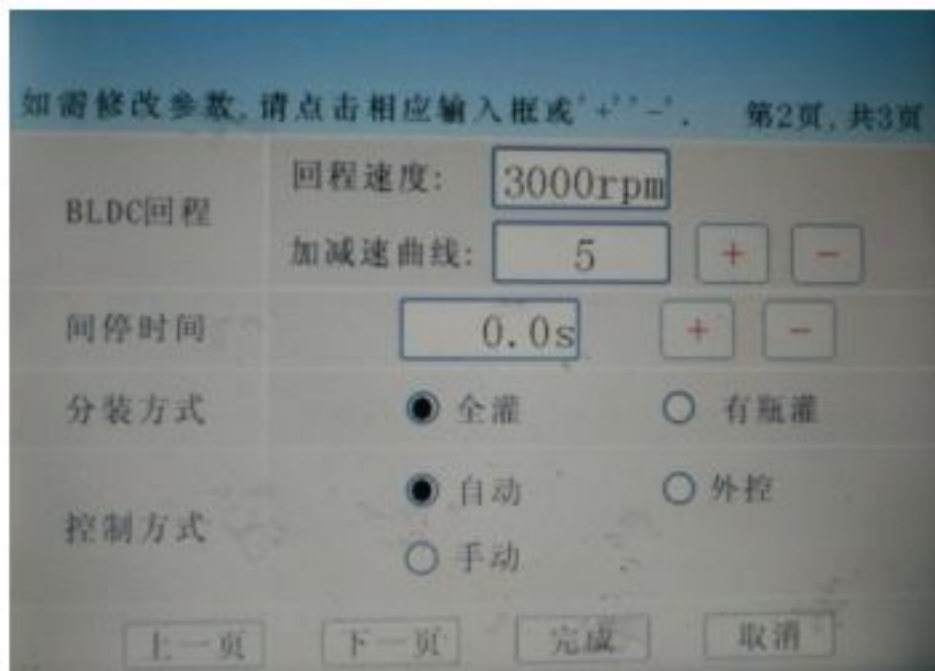 如需修改参数,请点击相应输入框或'+''-'. 第2页,共3页
BLDC回程
回程速度: 3000rpm
加减速曲线: 5 + -
间停时间 0.0s + -
分装方式 全灌 有瓶灌
控制方式
自动 外控
手动
上一页 下一页 完成 取消